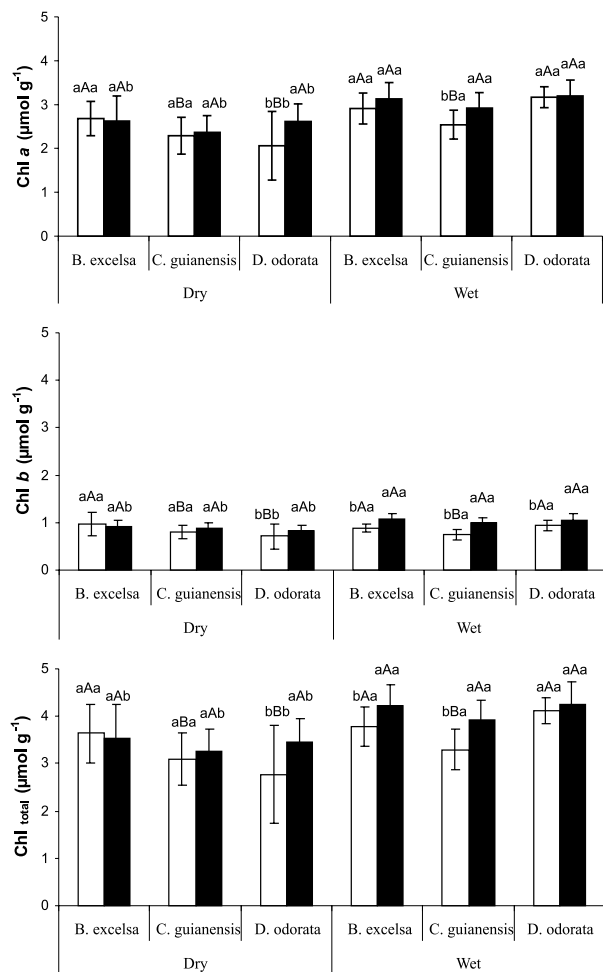 5
4
3
2
1
0
Chl a (µmol g-1)
aAa aAb aBa aAb bBb aAb aAa aAa bBa aAa aAa aAa
B. excelsa C. guianensis D. odorata B. excelsa C. guianensis D. odorata
Dry Wet
5
4
3
2
1
0
Chl b (µmol g-1)
aAa aAb aBa aAb bBb aAb bAa aAa bBa aAa bAa aAa
B. excelsa C. guianensis D. odorata B. excelsa C. guianensis D. odorata
Dry Wet
5
4
3
2
1
0
Chl total (µmol g-1)
aAa aAb aBa aAb bBb aAb bAa aAa bBa aAa aAa aAa
B. excelsa C. guianensis D. odorata B. excelsa C. guianensis D. odorata
Dry Wet